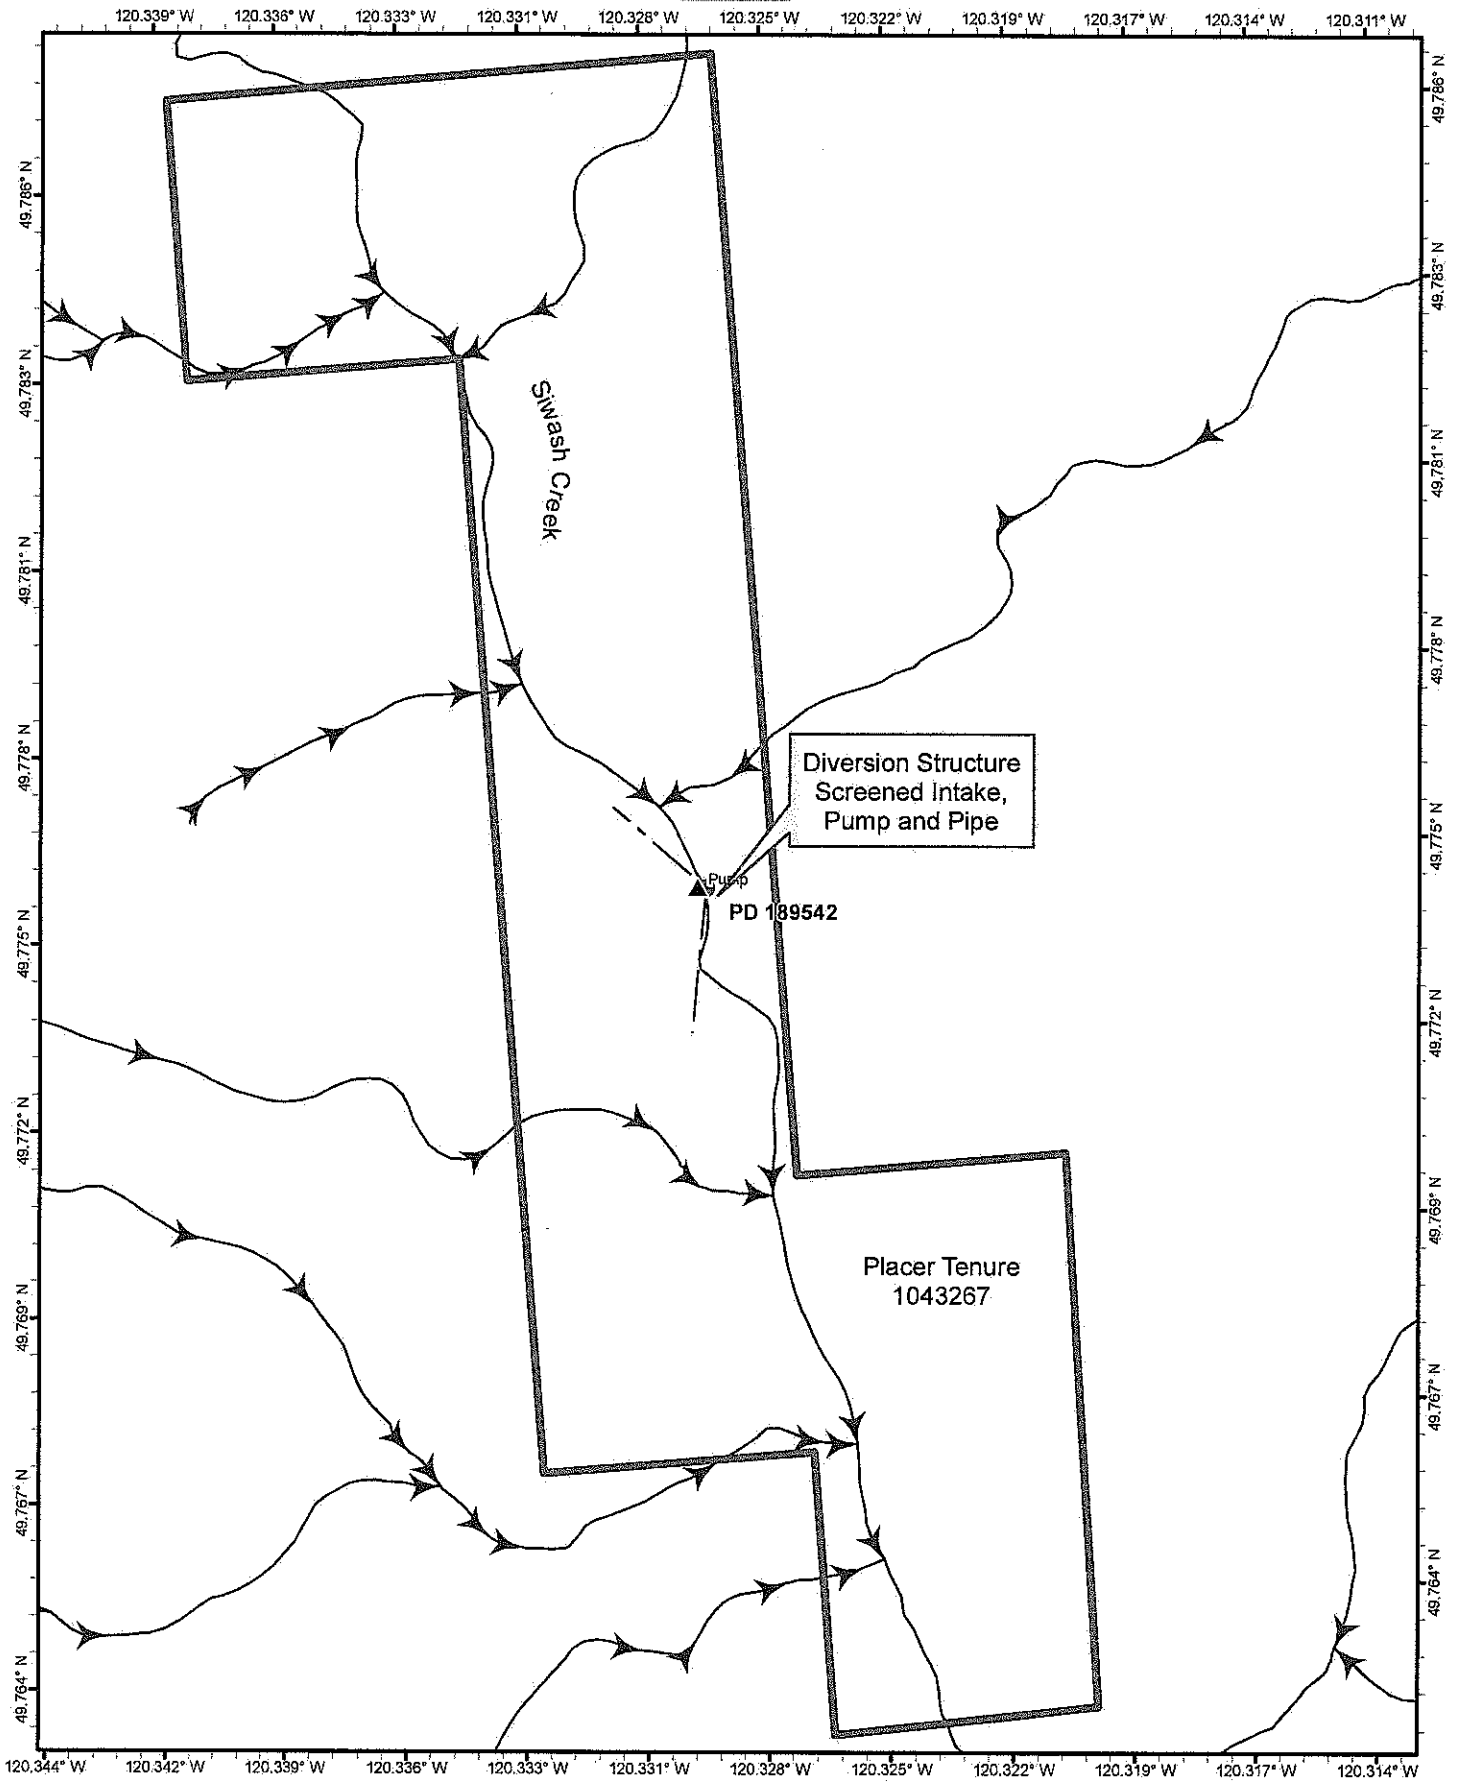 120.339° W 120.336° W 120.333° W 120.331° W 120.328° W 120.325° W 120.322° W 120.319° W 120.317° W 120.314° W 120.311° W
49.786° N
49.783° N
49.781° N
49.778° N
49.775° N
49.772° N
49.769° N
49.767° N
49.764° N
49.786° N
49.783° N
49.781° N
49.778° N
49.775° N
49.772° N
49.769° N
49.767° N
49.764° N
Siwash Creek
Diversion Structure
Screened Intake,
Pump and Pipe
Pump
PD 189542
Placer Tenure
1043267
120.344° W 120.342° W 120.339° W 120.336° W 120.333° W 120.331° W 120.328° W 120.325° W 120.322° W 120.319° W 120.317° W 120.314° W